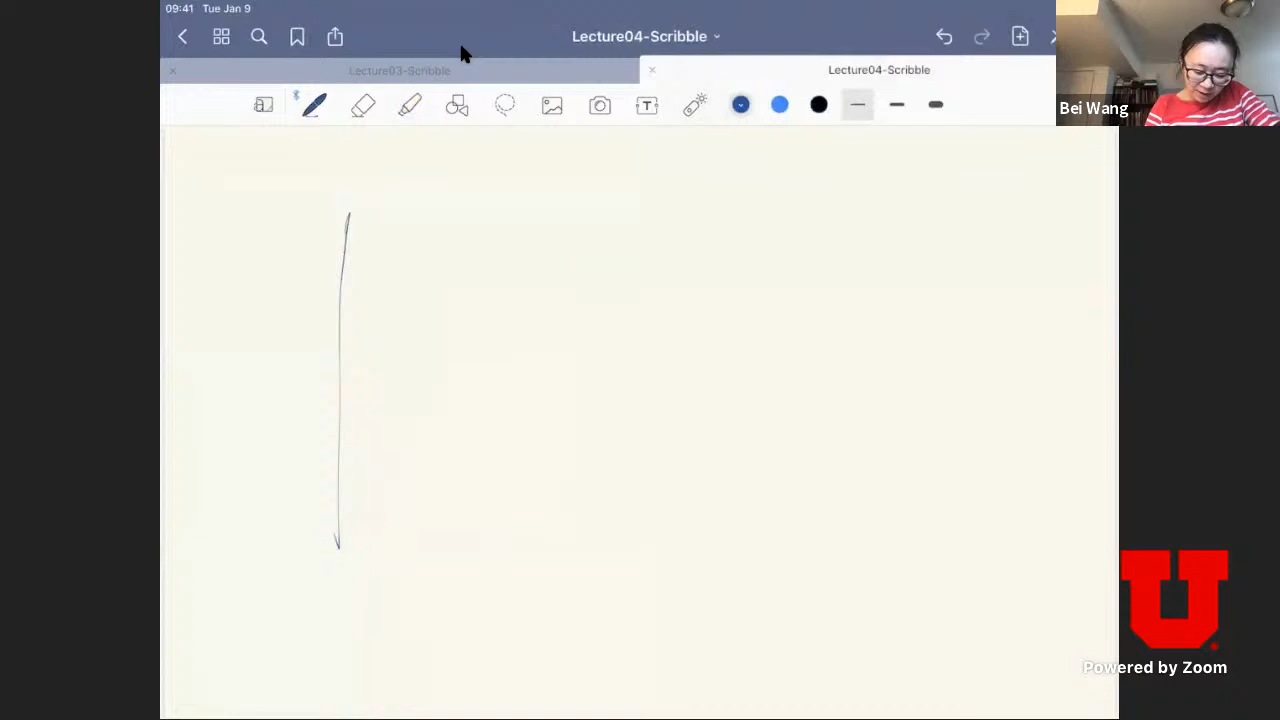 09:41 Tue Jan 9
Lecture04-Scribble
Lecture03-Scribble
Lecture04-Scribble
a
T
Bei Wang
U
Powered by Zoom